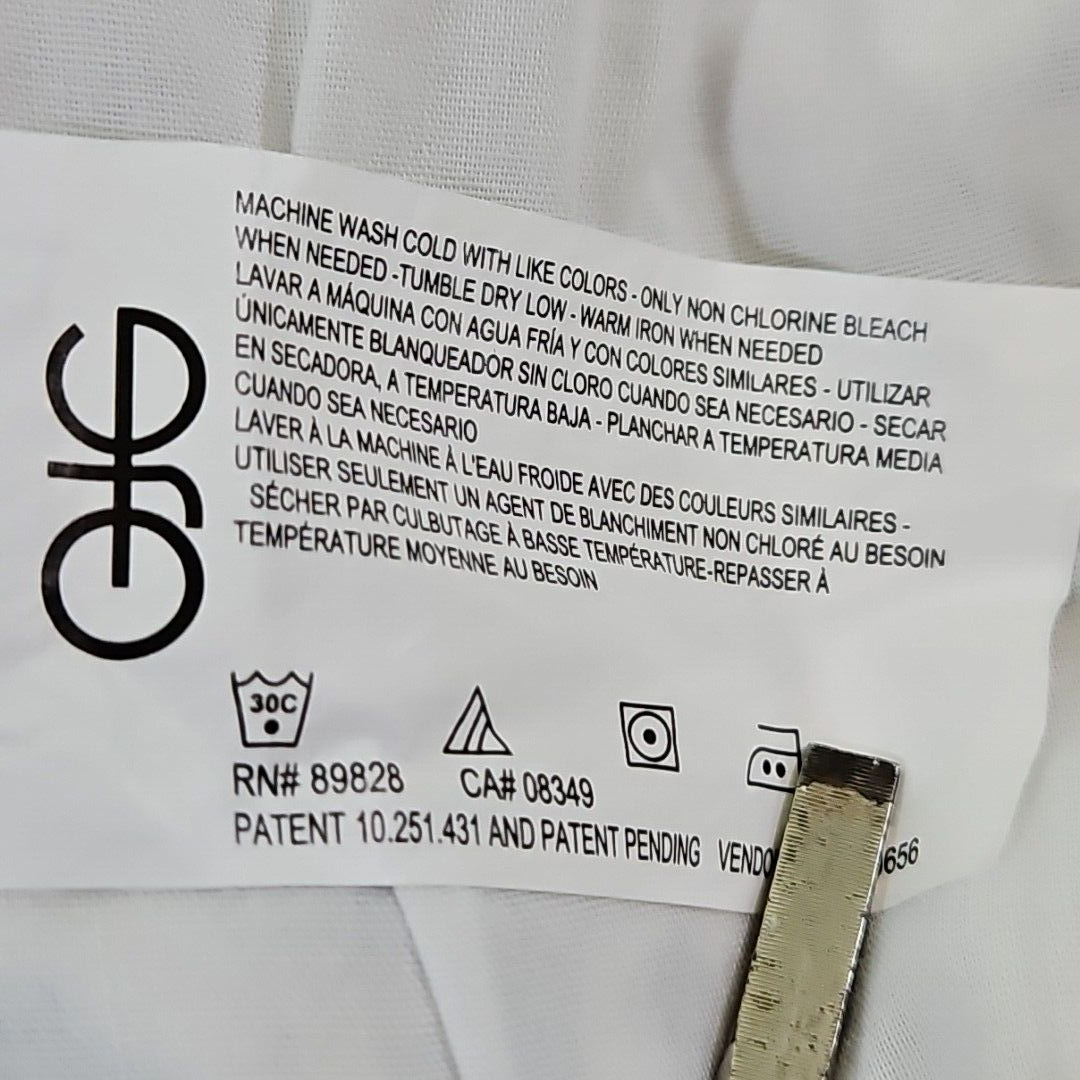 MACHINE WASH COLD WITH LIKE COLORS - ONLY NON CHLORINE BLEACH
WHEN NEEDED -TUMBLE DRY LOW - WARM IRON WHEN NEEDED
LAVAR A MÁQUINA CON AGUA FRÍA Y CON COLORES SIMILARES - UTILIZAR
ÚNICAMENTE BLANQUEADOR SIN CLORO CUANDO SEA NECESARIO - SECAR
EN SECADORA, A TEMPERATURA BAJA - PLANCHAR A TEMPERATURA MEDIA
CUANDO SEA NECESARIO
LAVER À LA MACHINE À L'EAU FROIDE AVEC DES COULEURS SIMILAIRES -
UTILISER SEULEMENT UN AGENT DE BLANCHIMENT NON CHLORÉ AU BESOIN
SÉCHER PAR CULBUTAGE À BASSE TEMPÉRATURE-REPASSER À
TEMPÉRATURE MOYENNE AU BESOIN
30C
RN# 89828 CA# 08349
PATENT 10.251.431 AND PATENT PENDING